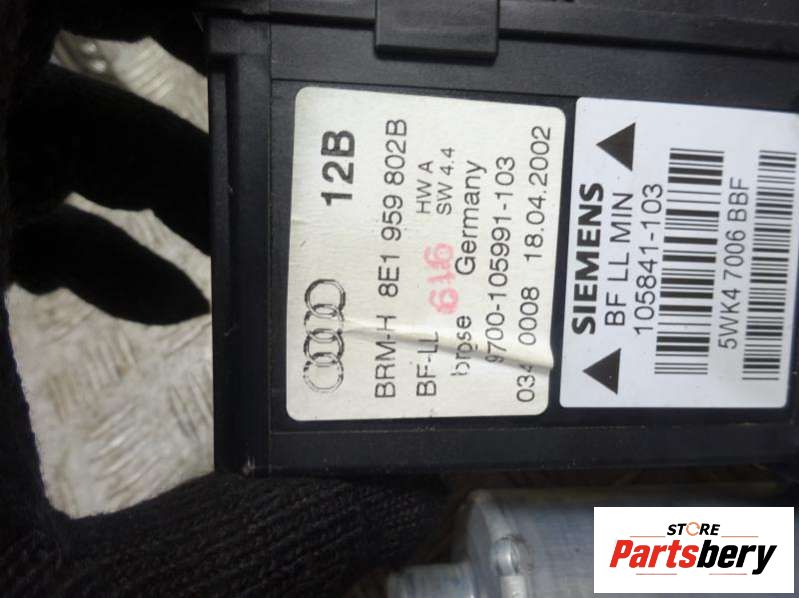 12B
BRM-H 8E1 959 802B
BF-LL HW A
616 SW 4.4
brose Germany
9700-105991-103
034 0008 18.04.2002
SIEMENS
BF LL MIN
105841-103
5WK4 7006 BBF
STORE
Partsbery